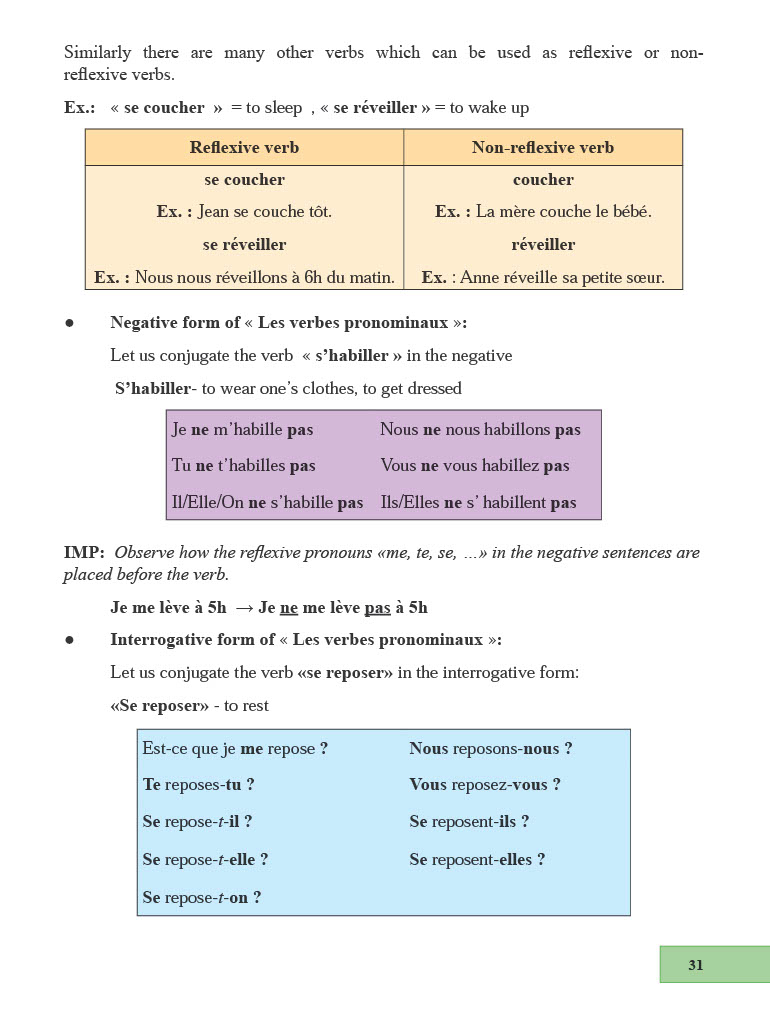 Similarly there are many other verbs which can be used as reflexive or non-
reflexive verbs.
Ex.: « se coucher » = to sleep , « se réveiller » = to wake up
Reflexive verb
Non-reflexive verb
se coucher
coucher
Ex. : Jean se couche tôt.
Ex. : La mère couche le bébé.
se réveiller
réveiller
Ex. : Nous nous réveillons à 6h du matin.
Ex. : Anne réveille sa petite sœur.
● Negative form of « Les verbes pronominaux »:
Let us conjugate the verb « s’habiller » in the negative
S’habiller- to wear one’s clothes, to get dressed
Je ne m’habille pas
Nous ne nous habillons pas
Tu ne t’habilles pas
Vous ne vous habillez pas
Il/Elle/On ne s’habille pas
Ils/Elles ne s’ habillent pas
IMP: Observe how the reflexive pronouns «me, te, se, ...» in the negative sentences are
placed before the verb.
Je me lève à 5h → Je ne me lève pas à 5h
● Interrogative form of « Les verbes pronominaux »:
Let us conjugate the verb «se reposer» in the interrogative form:
«Se reposer» - to rest
Est-ce que je me repose ?
Nous reposons-nous ?
Te reposes-tu ?
Vous reposez-vous ?
Se repose-t-il ?
Se reposent-ils ?
Se repose-t-elle ?
Se reposent-elles ?
Se repose-t-on ?
31